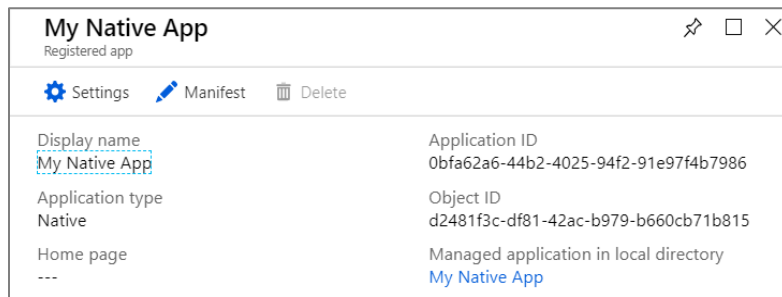 My Native App
Registered app
Settings Manifest Delete
Display name
My Native App
Application ID
0bfa62a6-44b2-4025-94f2-91e97f4b7986
Application type
Native
Object ID
d2481f3c-df81-42ac-b979-b660cb71b815
Home page
---
Managed application in local directory
My Native App